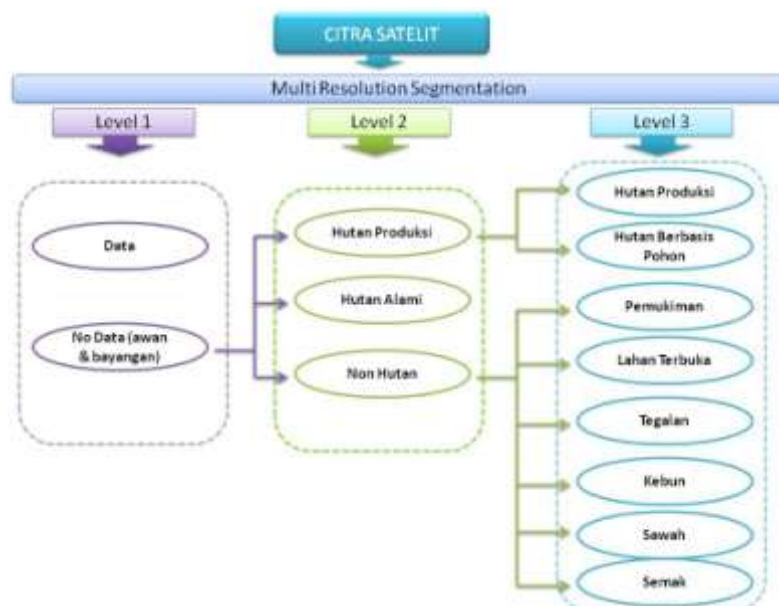 CITRA SATELIT
Multi Resolution Segmentation
Level 1
Level 2
Level 3
Data
No Data (awan
& bayangan)
Hutan Produksi
Hutan Alami
Non Hutan
Hutan Produksi
Hutan Berbasis
Pohon
Pemukiman
Lahan Terbuka
Tegalan
Kebun
Sawah
Semak